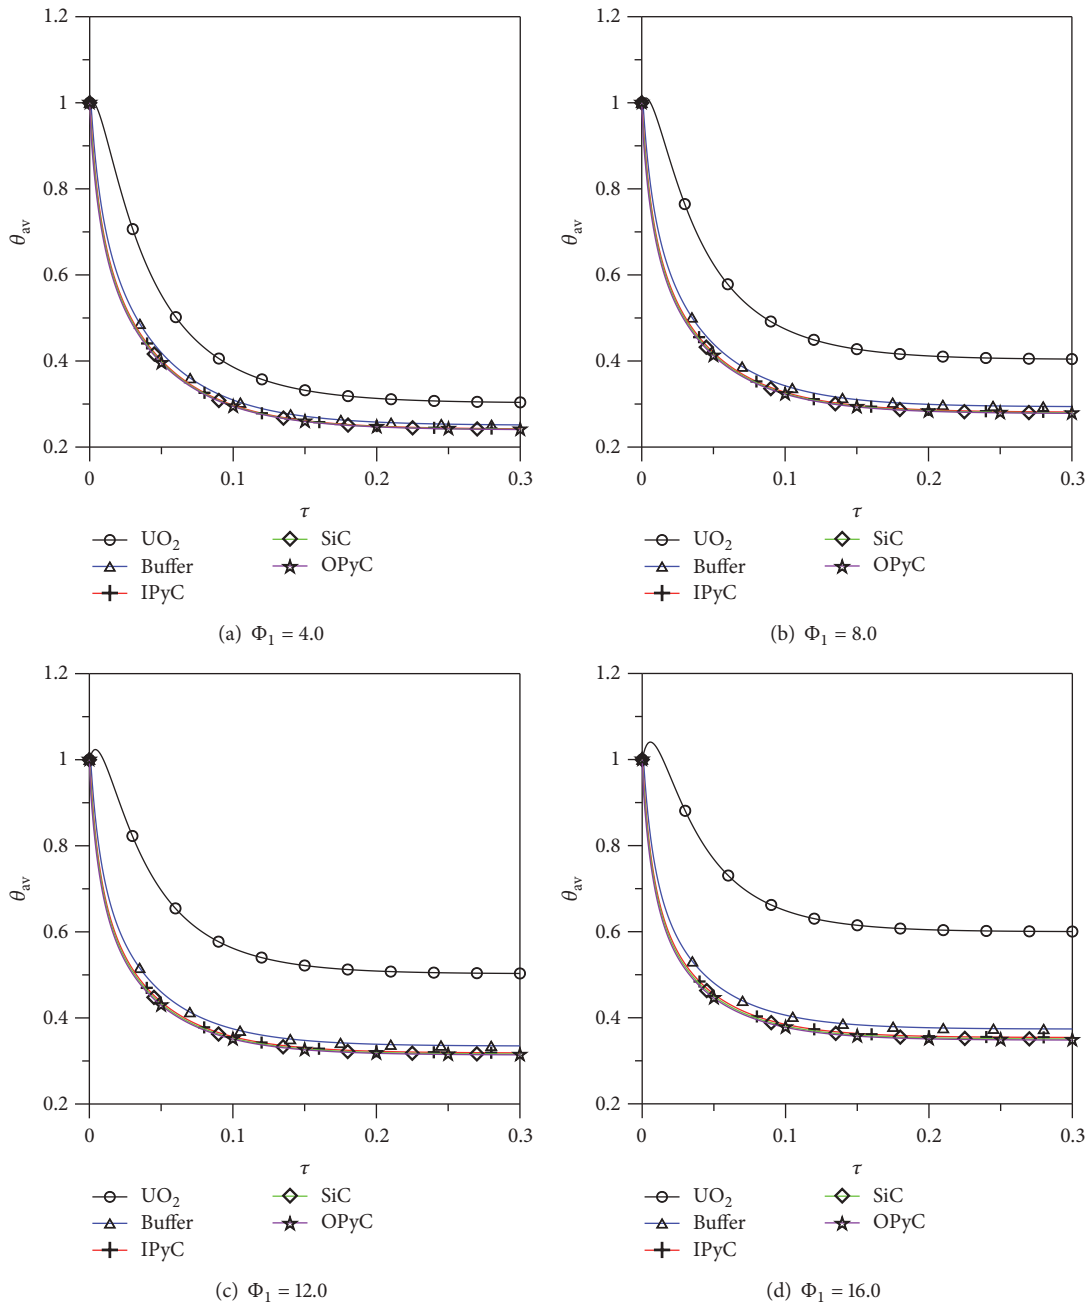 1.2
1
0.8
0.6
0.4
0.2
θav
0 0.1 0.2 0.3
τ
UO2
Buffer
IPyC
SiC
OPyC
(a) Φ1 = 4.0
1.2
1
0.8
0.6
0.4
0.2
θav
0 0.1 0.2 0.3
τ
UO2
Buffer
IPyC
SiC
OPyC
(b) Φ1 = 8.0
1.2
1
0.8
0.6
0.4
0.2
θav
0 0.1 0.2 0.3
τ
UO2
Buffer
IPyC
SiC
OPyC
(c) Φ1 = 12.0
1.2
1
0.8
0.6
0.4
0.2
θav
0 0.1 0.2 0.3
τ
UO2
Buffer
IPyC
SiC
OPyC
(d) Φ1 = 16.0